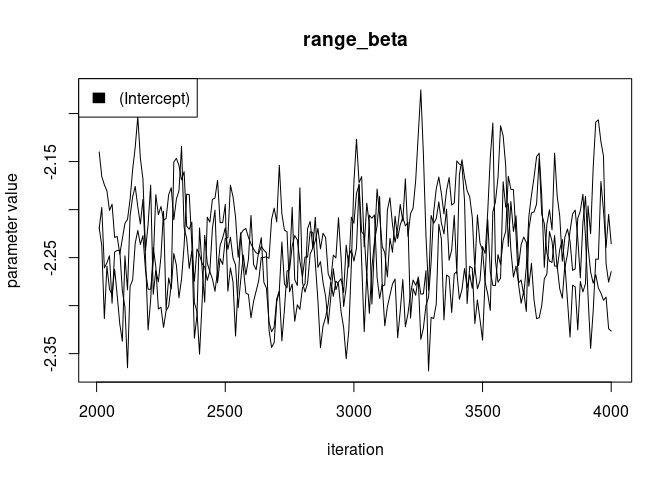 range_beta
(Intercept)
parameter value
-2.15
-2.25
-2.35
2000 2500 3000 3500 4000
iteration